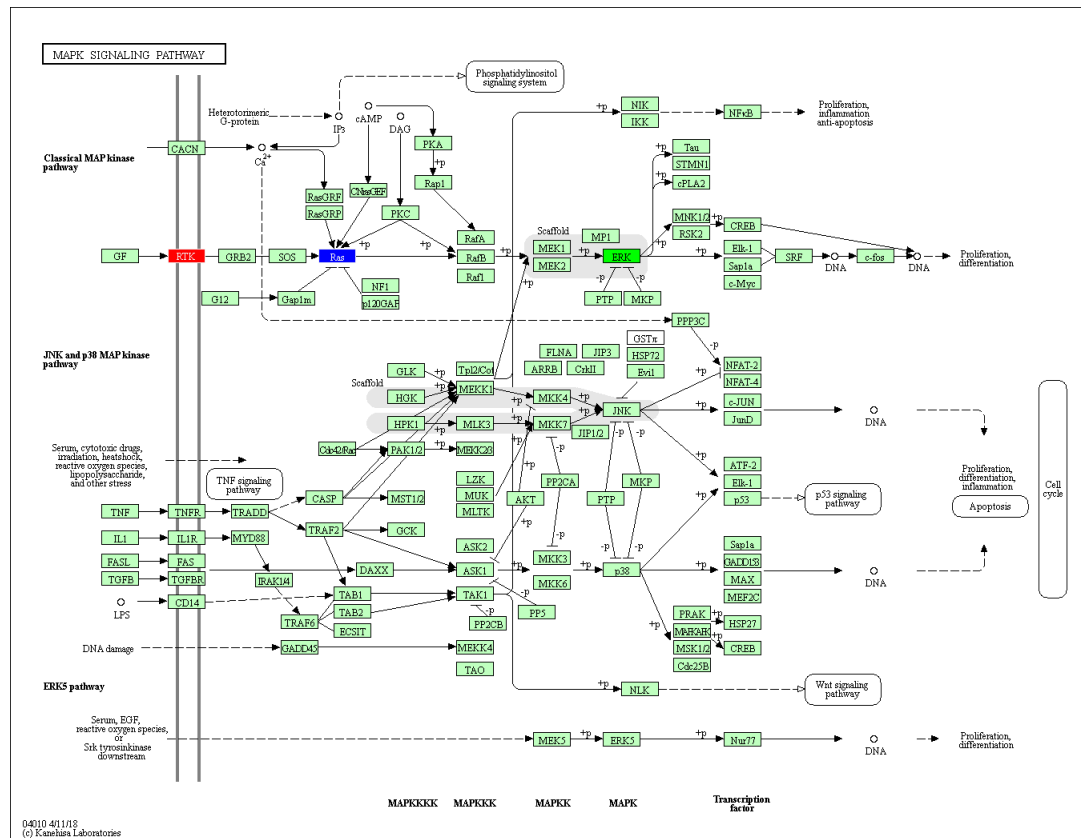 MAPK SIGNALING PATHWAY
Phosphatidylinositol
signaling system
Heterotorimeric
G-protein
IP3
cAMP
DAG
NIK
IKK
+p
NFκB
Proliferation,
inflammation
anti-apoptosis
Classical MAP kinase
pathway
CACN
Ca2+
PKA
+p
Rap1
RasGRF
RasGRP
CNrasGEF
PKC
Tau
STMN1
cPLA2
+p
+p
MNK1/2
RSK2
CREB
+p
+p
Scaffold
MP1
RafA
RafB
Raf1
MEK1
MEK2
GF
RTK
GRB2
SOS
Ras
+p
+p
+p
+p
ERK
+p
Elk-1
Sap1a
c-Myc
SRF
DNA
c-fos
DNA
Proliferation,
differentiation
G12
Gap1m
NF1
p120GAP
PTP
MKP
-p
-p
+p
PPP3C
-p
JNK and p38 MAP kinase
pathway
Scaffold
GLK
HGK
HPK1
Tpl2/Cot
MEKK1
MLK3
MEKK2/3
FLNA
JIP3
ARRB
CrkII
GSTπ
HSP72
Evi1
NFAT-2
NFAT-4
c-JUN
JunD
MKK4
MKK7
JNK
JIP1/2
+p
+p
+p
+p
+p
+p
+p
DNA
Cdc42/Rac
PAK1/2
+p
Serum, cytotoxic drugs,
irradiation, heatshock,
reactive oxygen species,
lipopolysaccharide,
and other stress
TNF signaling
pathway
LZK
MUK
MLTK
-p
PP2CA
AKT
+p
-p
-p
PTP
MKP
+p
ATF-2
Elk-1
p53
p53 signaling
pathway
Proliferation,
differentiation,
inflammation
Apoptosis
Cell
cycle
CASP
MST1/2
TNF
TNFR
TRADD
TRAF2
GCK
IL1
IL1R
MYD88
ASK2
-p
-p
-p
-p
FASL
FAS
DAXX
ASK1
+p
MKK3
MKK6
+p
p38
+p
Sap1a
GADD153
MAX
MEF2C
DNA
TGFB
TGFBR
IRAK1/4
LPS
CD14
TAB1
TAB2
ECSIT
TAK1
TRAF6
-p
PP2CB
-p
PP5
+p
PRAK
MAPKAPK
MSK1/2
Cdc25B
+p
+p
HSP27
CREB
DNA damage
GADD45
MEKK4
TAO
ERK5 pathway
+p
NLK
Wnt signaling
pathway
Serum, EGF,
reactive oxygen species,
or
Srk tyrosinkinase
downstream
MEK5
+p
ERK5
+p
Nur77
DNA
Proliferation,
differentiation
MAPKKKK
MAPKKK
MAPKK
MAPK
Transcription
factor
04010 4/11/18
(c) Kanehisa Laboratories